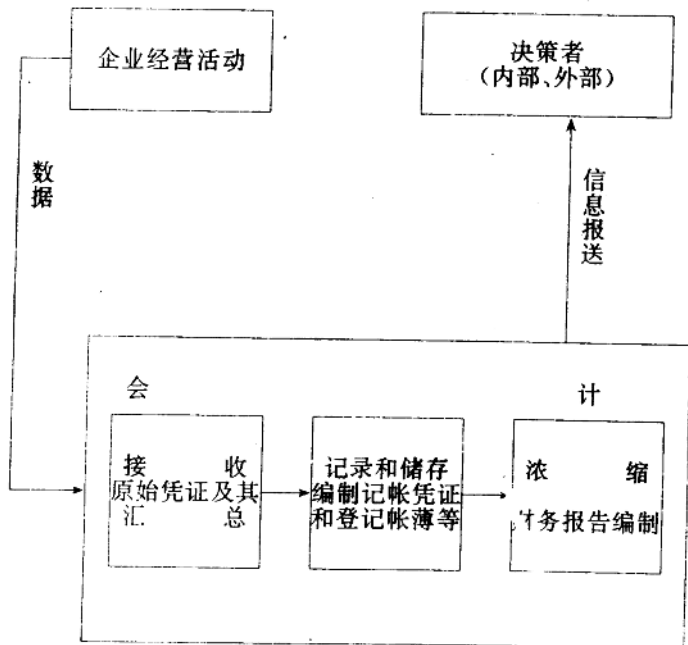 企业经营活动
决策者
(内部、外部)
数据
信息报送
会 计
接 收
原始凭证及其
汇 总
记录和储存
编制记帐凭证
和登记帐薄等
浓 缩
财务报告编制